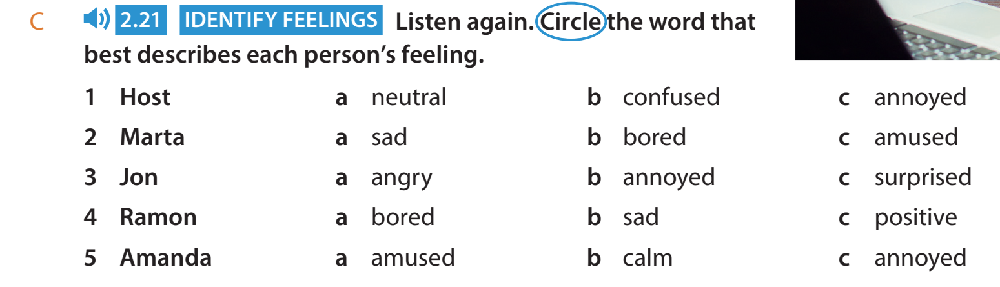 C 2.21 IDENTIFY FEELINGS Listen again. Circle the word that
best describes each person's feeling.
1 Host a neutral b confused c annoyed
2 Marta a sad b bored c amused
3 Jon a angry b annoyed c surprised
4 Ramon a bored b sad c positive
5 Amanda a amused b calm c annoyed